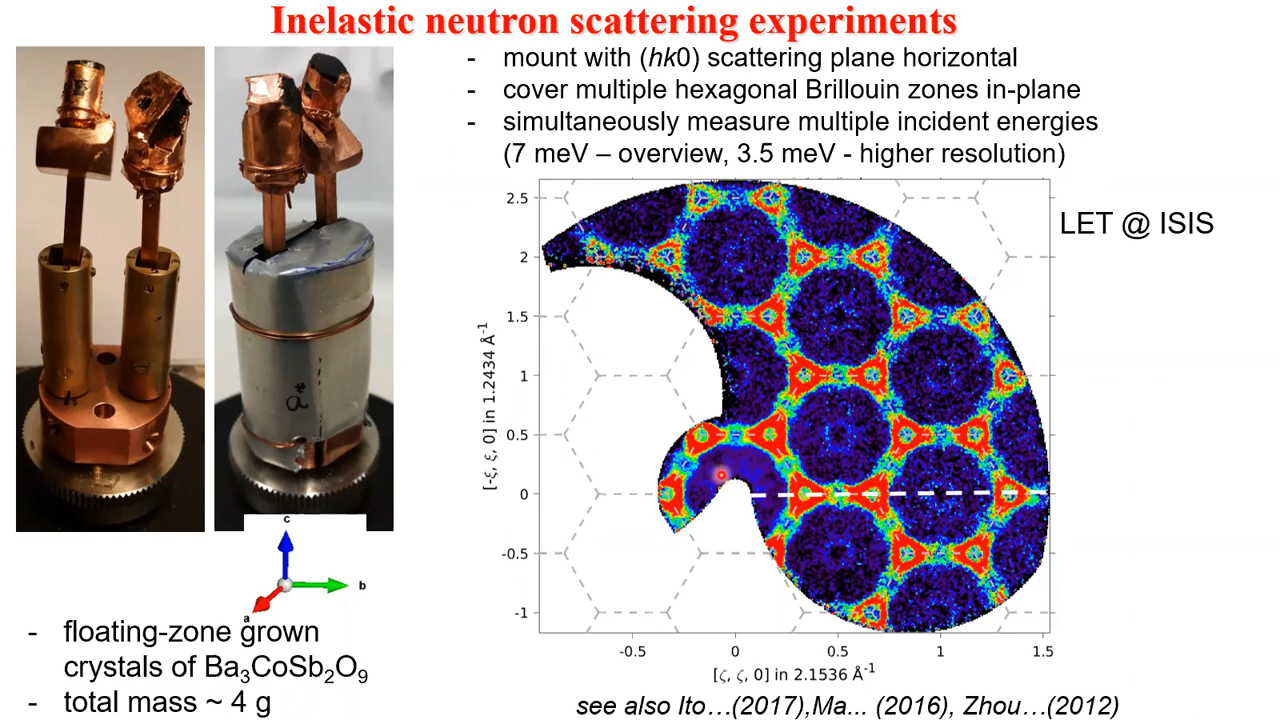 Inelastic neutron scattering experiments
- mount with (hk0) scattering plane horizontal
- cover multiple hexagonal Brillouin zones in-plane
- simultaneously measure multiple incident energies
(7 meV – overview, 3.5 meV - higher resolution)
LET @ ISIS
2.5
2
1.5
1
0.5
0
-0.5
-1
[-ξ, ξ, 0] in 1.2434 Å⁻¹
-0.5 0 0.5 1 1.5
[ζ, ζ, 0] in 2.1536 Å⁻¹
a*
c
b
a
- floating-zone grown
crystals of Ba₃CoSb₂O₉
- total mass ~ 4 g
see also Ito…(2017),Ma... (2016), Zhou…(2012)